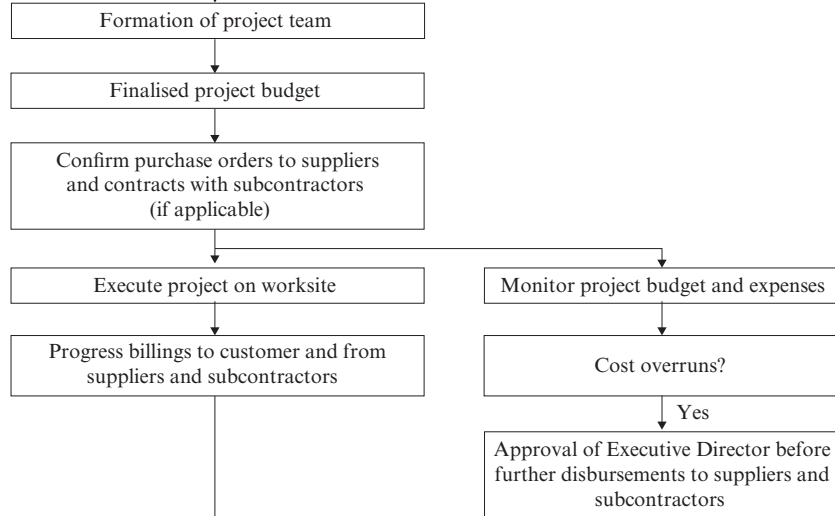 Formation of project team
Finalised project budget
Confirm purchase orders to suppliers
and contracts with subcontractors
(if applicable)
Execute project on worksite
Monitor project budget and expenses
Progress billings to customer and from
suppliers and subcontractors
Cost overruns?
Yes
Approval of Executive Director before
further disbursements to suppliers and
subcontractors